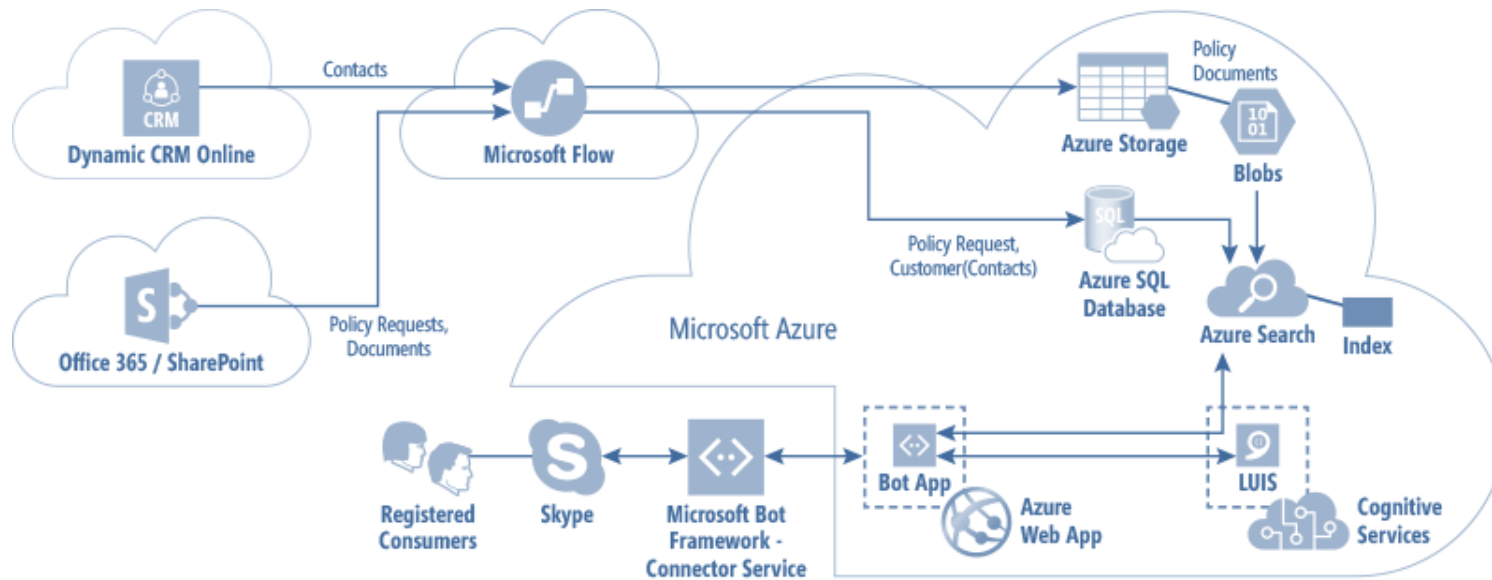 Contacts
CRM
Dynamic CRM Online
Microsoft Flow
Policy
Documents
10
01
Azure Storage
Blobs
S
Office 365 / SharePoint
Policy Requests,
Documents
SQL
Policy Request,
Customer(Contacts)
Azure SQL
Database
Microsoft Azure
Azure Search
Index
Registered
Consumers
S
Skype
Microsoft Bot
Framework -
Connector Service
Bot App
Azure
Web App
LUIS
Cognitive
Services